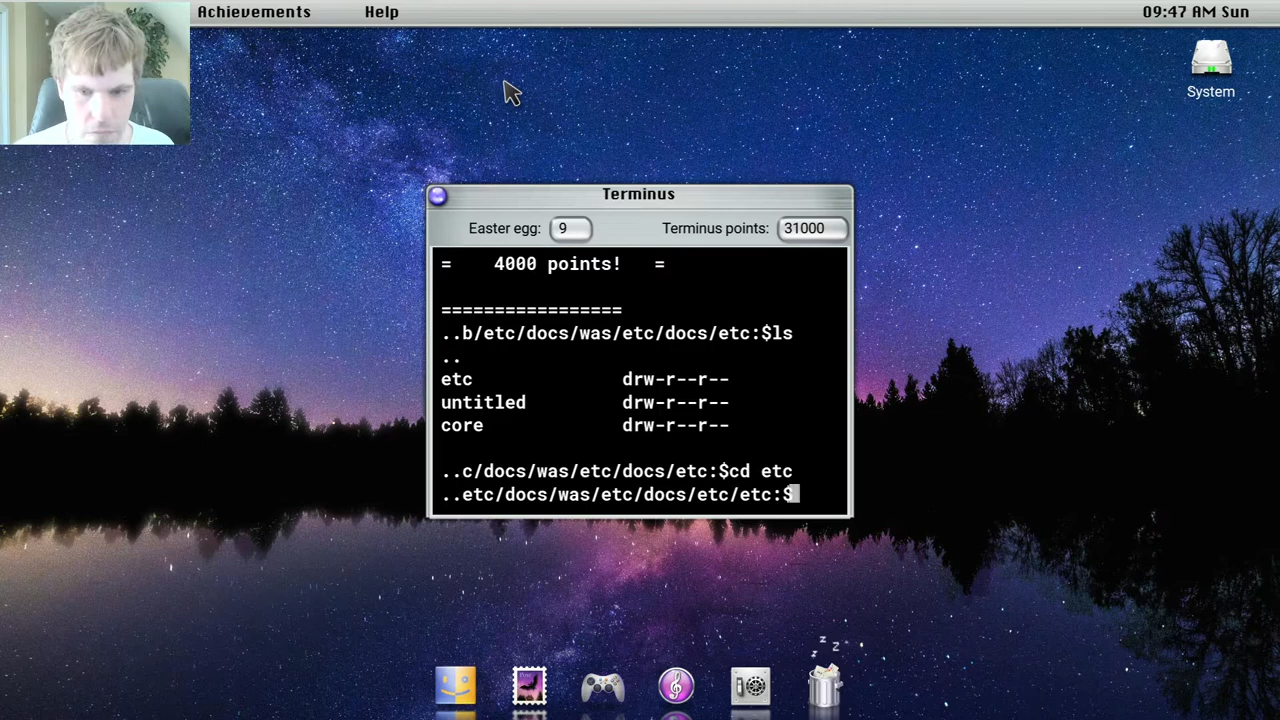 Achievements Help 09:47 AM Sun
System
Terminus
Easter egg: 9 Terminus points: 31000
= 4000 points! =
=================
..b/etc/docs/was/etc/docs/etc:$ls
..
etc drw-r--r--
untitled drw-r--r--
core drw-r--r--
..c/docs/was/etc/docs/etc:$cd etc
..etc/docs/was/etc/docs/etc/etc:$